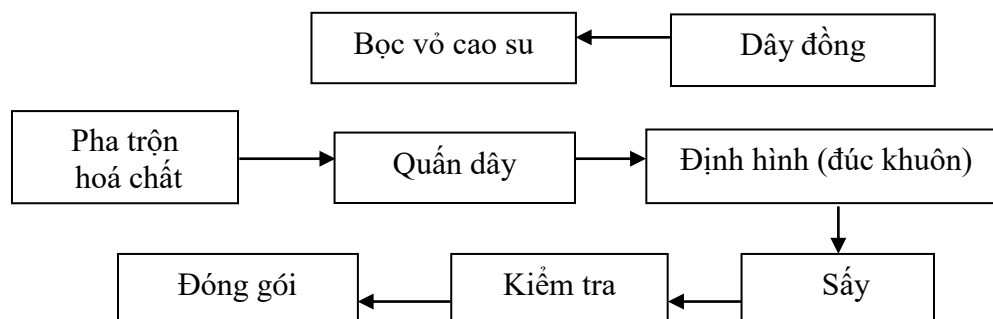 Bọc vỏ cao su
Dây đồng
Pha trộn
hoá chất
Quấn dây
Định hình (đúc khuôn)
Đóng gói
Kiểm tra
Sấy